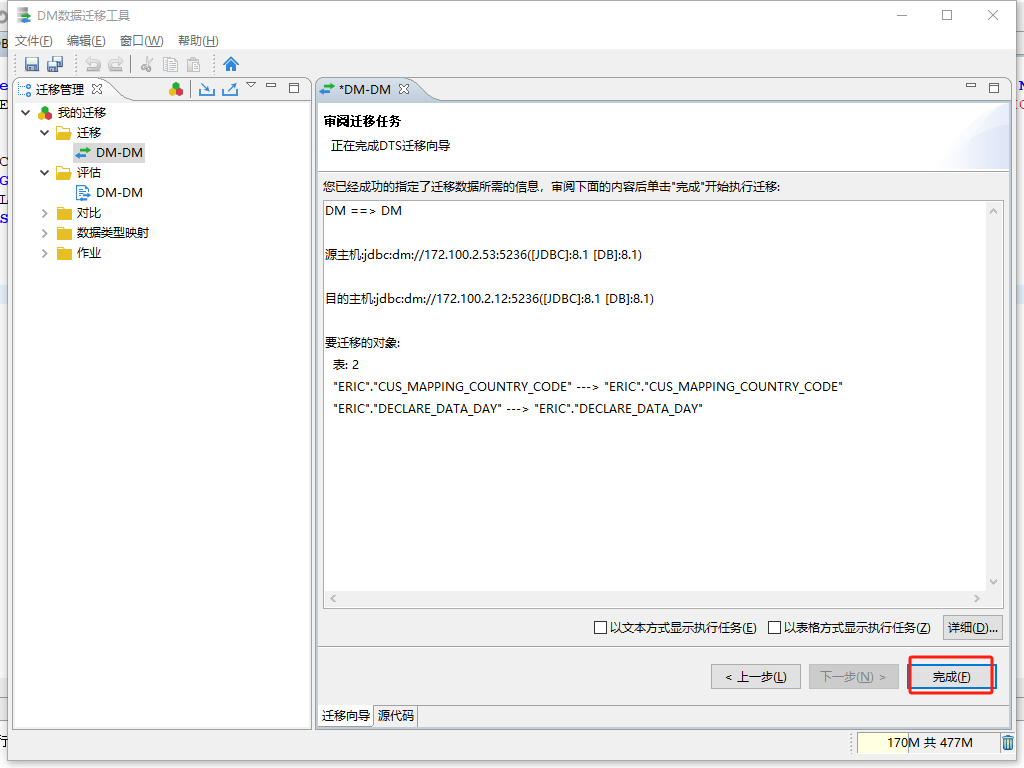 DM数据迁移工具
文件(F) 编辑(E) 窗口(W) 帮助(H)
迁移管理
我的迁移
迁移
DM-DM
评估
DM-DM
对比
数据类型映射
作业
*DM-DM
审阅迁移任务
正在完成DTS迁移向导
您已经成功的指定了迁移数据所需的信息，审阅下面的内容后单击"完成"开始执行迁移:
DM ==> DM
源主机:jdbc:dm://172.100.2.53:5236([JDBC]:8.1 [DB]:8.1)
目的主机:jdbc:dm://172.100.2.12:5236([JDBC]:8.1 [DB]:8.1)
要迁移的对象:
表: 2
"ERIC"."CUS_MAPPING_COUNTRY_CODE" ---> "ERIC"."CUS_MAPPING_COUNTRY_CODE"
"ERIC"."DECLARE_DATA_DAY" ---> "ERIC"."DECLARE_DATA_DAY"
以文本方式显示执行任务(E) 以表格方式显示执行任务(Z) 详细(D)...
< 上一步(L) 下一步(N) > 完成(F)
迁移向导 源代码
170M 共 477M